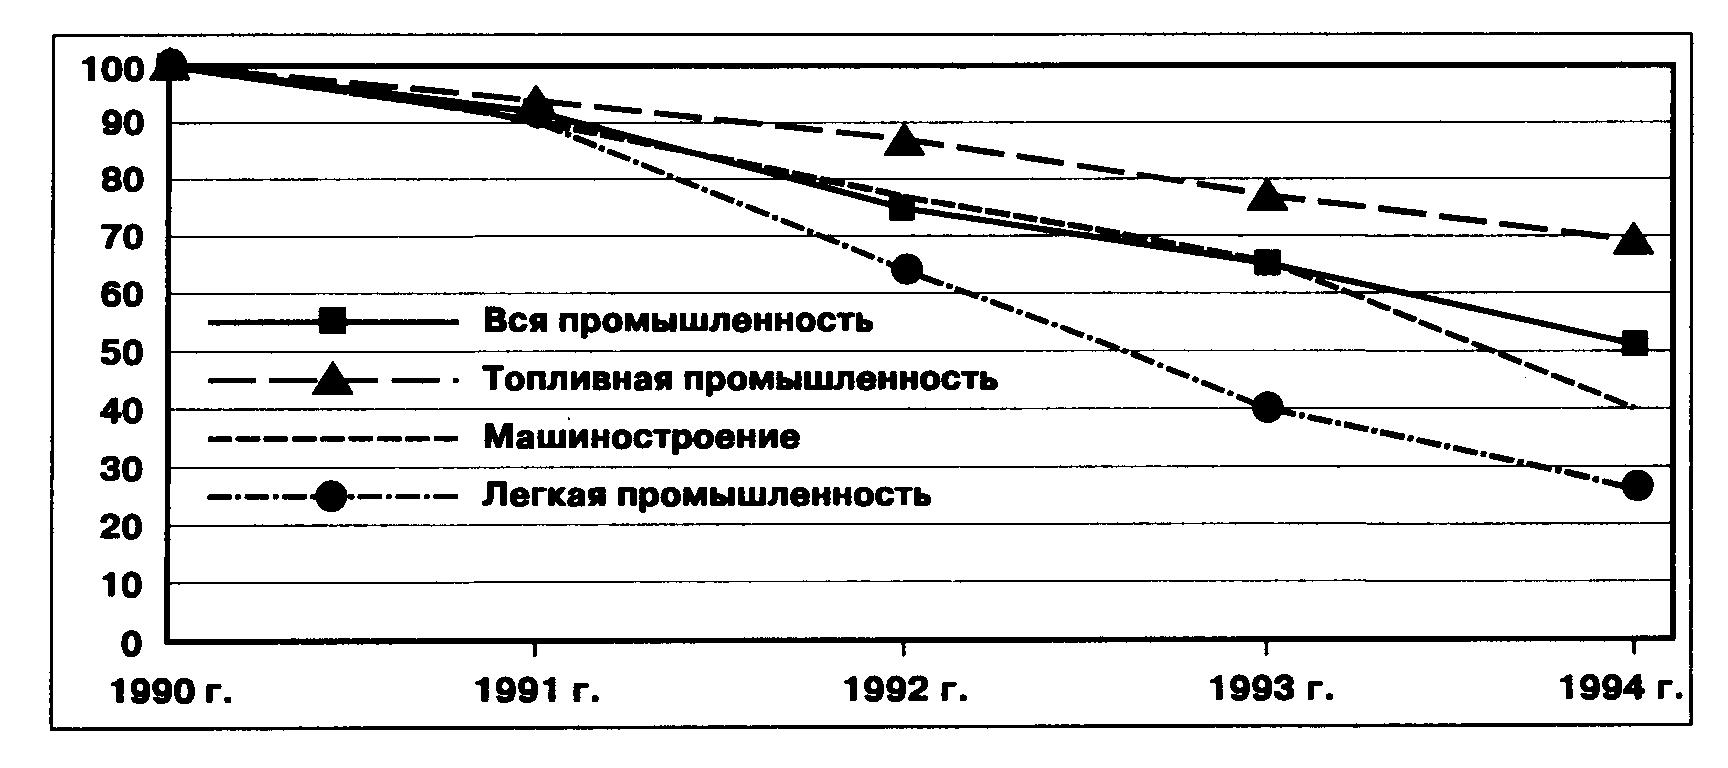 100
90
80
70
60
Вся промышленность
50
Топливная промышленность
40
Машиностроение
30
Легкая промышленность
20
10
0
1990 г. 1991 г. 1992 г. 1993 г. 1994 г.